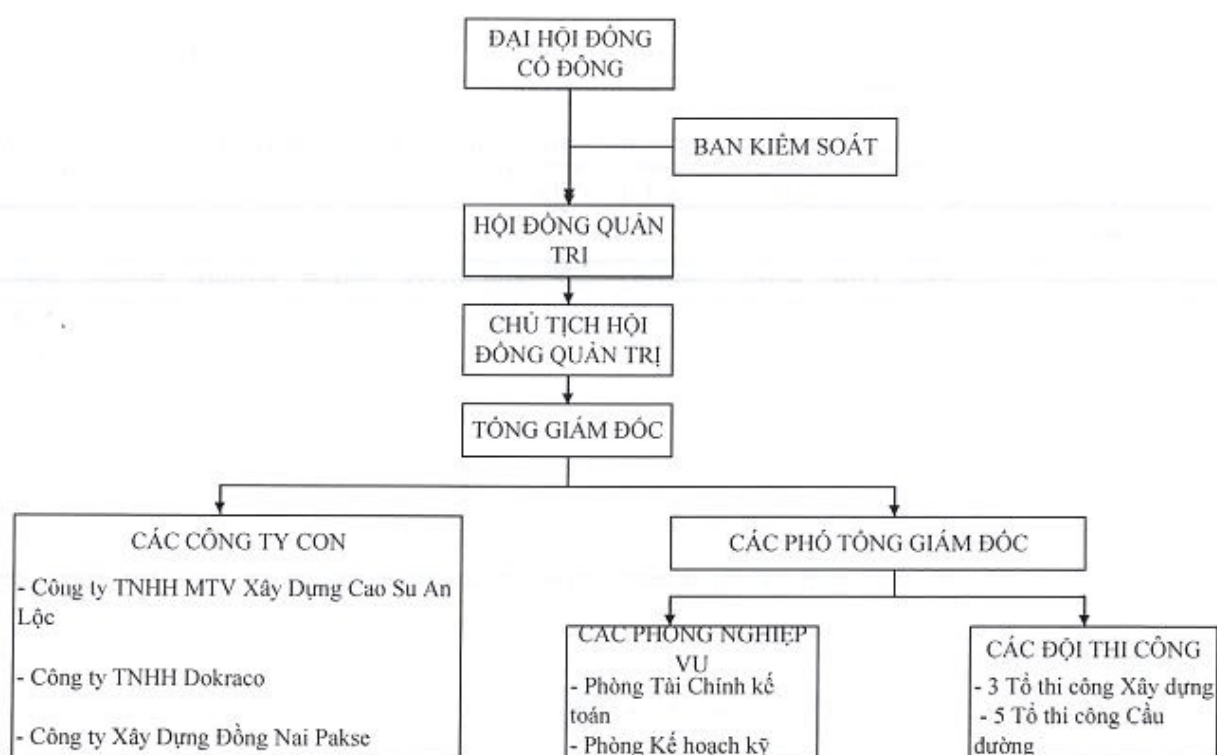 ĐẠI HỘI ĐỒNG
CỔ ĐÔNG
BAN KIỂM SOÁT
HỘI ĐỒNG QUẢN
TRỊ
CHỦ TỊCH HỘI
ĐỒNG QUẢN TRỊ
TỔNG GIÁM ĐỐC
CÁC CÔNG TY CON
- Công ty TNHH MTV Xây Dựng Cao Su An
Lộc
- Công ty TNHH Dokraco
- Công ty Xây Dựng Đồng Nai Pakse
CÁC PHÓ TỔNG GIÁM ĐỐC
CÁC PHÒNG NGHIỆP
VỤ
- Phòng Tài Chính kế
toán
- Phòng Kế hoạch kỹ
CÁC ĐỘI THI CÔNG
- 3 Tổ thi công Xây dựng
- 5 Tổ thi công Cầu
đường